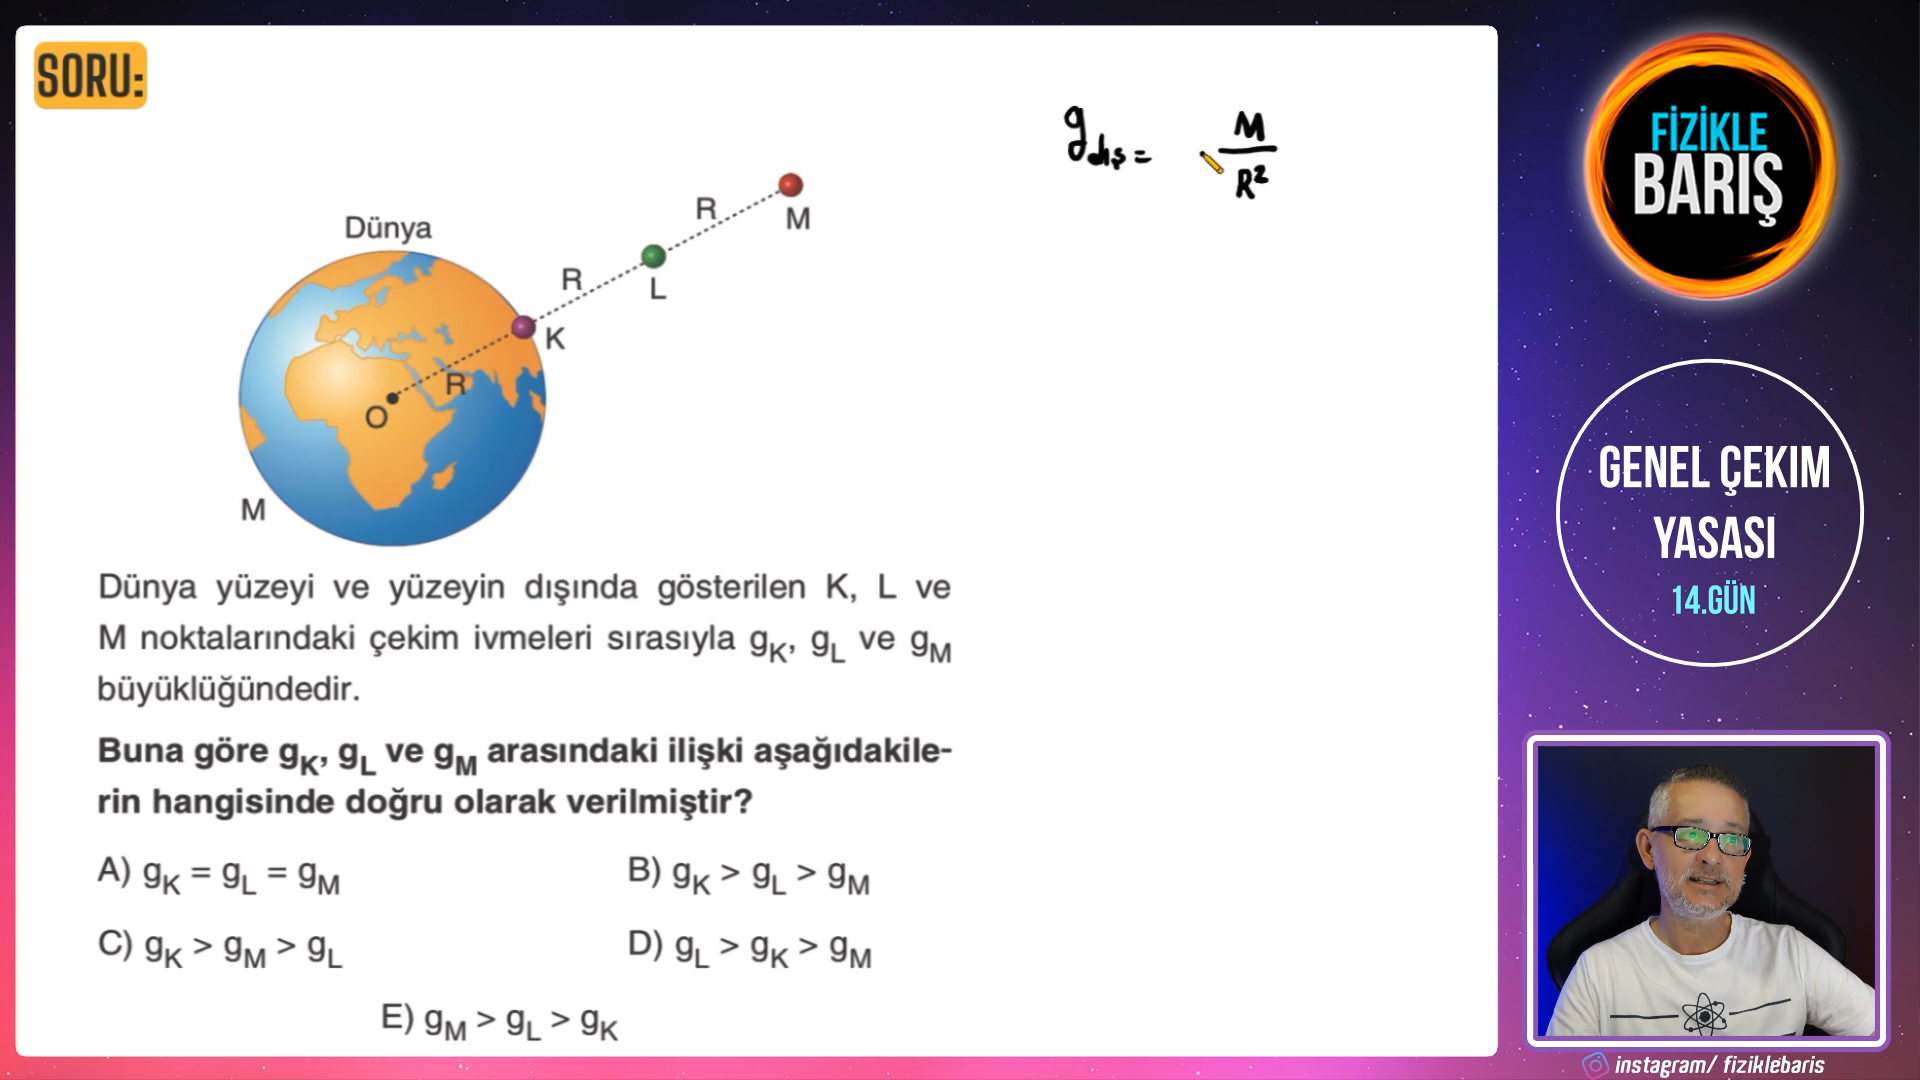 SORU:
g dış = M
R²
Dünya
R
M
R
L
K
R
O
M
Dünya yüzeyi ve yüzeyin dışında gösterilen K, L ve
M noktalarındaki çekim ivmeleri sırasıyla gK, gL ve gM
büyüklüğündedir.
Buna göre gK, gL ve gM arasındaki ilişki aşağıdakile-
rin hangisinde doğru olarak verilmiştir?
A) gK = gL = gM
B) gK > gL > gM
C) gK > gM > gL
D) gL > gK > gM
E) gM > gL > gK
FİZİKLE
BARIŞ
GENEL ÇEKIM
YASASI
14.GÜN
instagram/ fiziklebaris